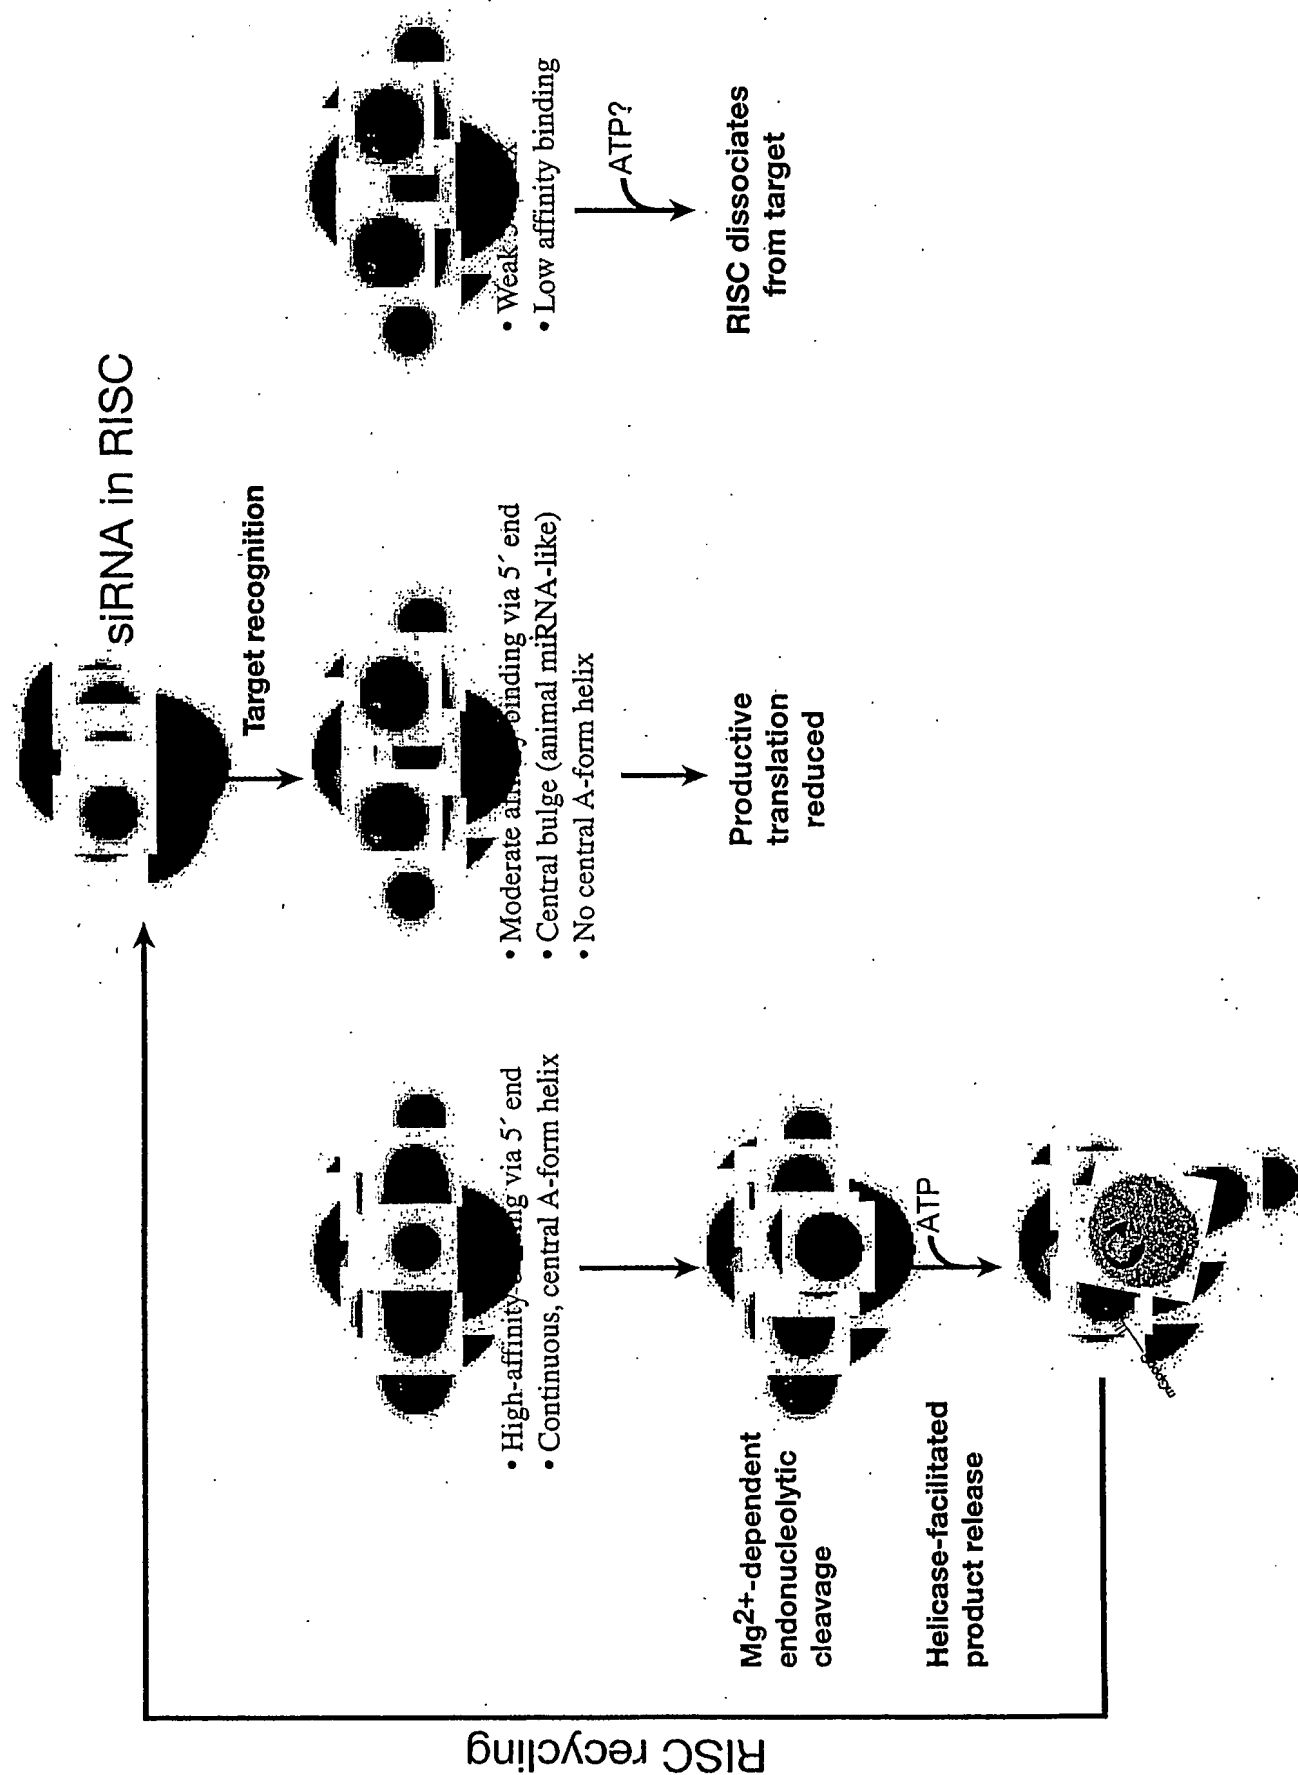 siRNA in RISC
Target recognition
• High-affinity via 5′ end
• Continuous, central A-form helix
• Moderate binding via 5′ end
• Central bulge (animal miRNA-like)
• No central A-form helix
• Weak
• Low affinity binding
Mg2+-dependent
endonucleolytic
cleavage
Productive
translation
reduced
ATP?
RISC dissociates
from target
ATP
Helicase-facilitated
product release
RISC recycling